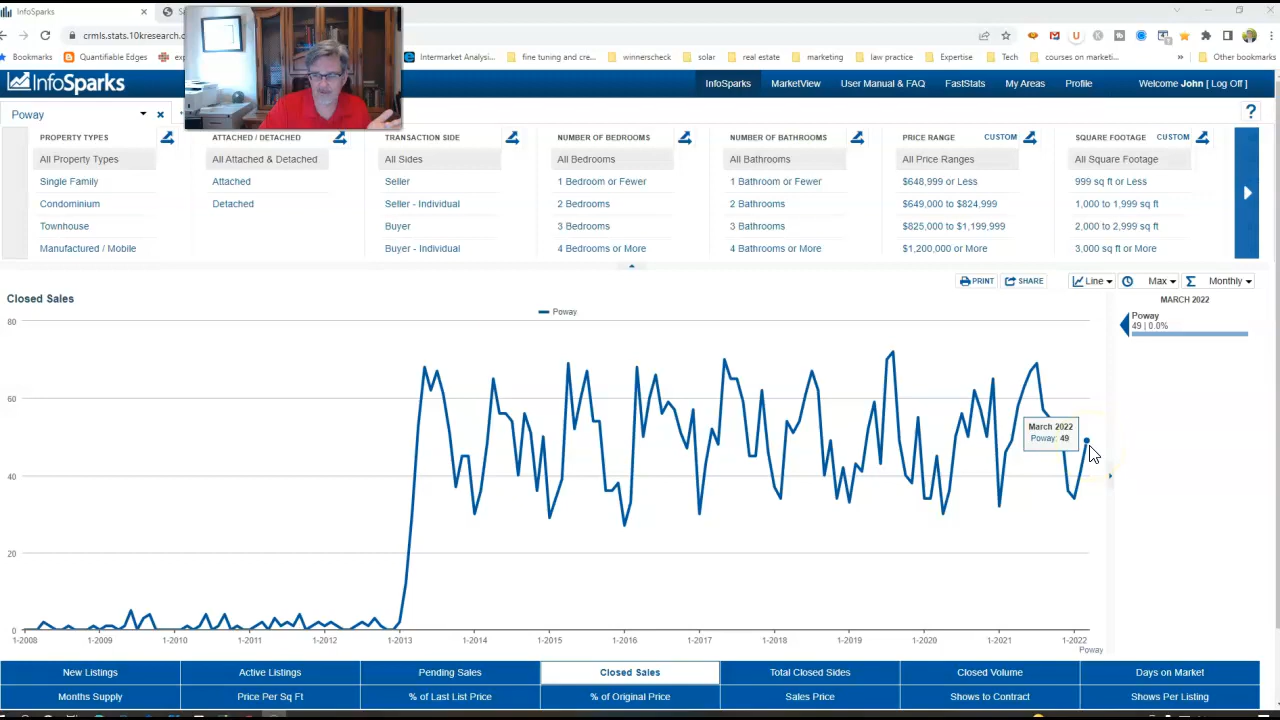 InfoSparks
crmls.stats.10kresearch.c
Bookmarks
Quantifiable Edges
Intermarket Analysi...
fine tuning and cre...
winnerscheck
solar
real estate
marketing
law practice
Expertise
Tech
courses on marketi...
»
Other bookmarks
InfoSparks
InfoSparks
MarketView
User Manual & FAQ
FastStats
My Areas
Profile
Welcome John [ Log Off ]
Poway
?
PROPERTY TYPES
All Property Types
Single Family
Condominium
Townhouse
Manufactured / Mobile
ATTACHED / DETACHED
All Attached & Detached
Attached
Detached
TRANSACTION SIDE
All Sides
Seller
Seller - Individual
Buyer
Buyer - Individual
NUMBER OF BEDROOMS
All Bedrooms
1 Bedroom or Fewer
2 Bedrooms
3 Bedrooms
4 Bedrooms or More
NUMBER OF BATHROOMS
All Bathrooms
1 Bathroom or Fewer
2 Bathrooms
3 Bathrooms
4 Bathrooms or More
PRICE RANGE
CUSTOM
All Price Ranges
$648,999 or Less
$649,000 to $824,999
$825,000 to $1,199,999
$1,200,000 or More
SQUARE FOOTAGE
CUSTOM
All Square Footage
999 sq ft or Less
1,000 to 1,999 sq ft
2,000 to 2,999 sq ft
3,000 sq ft or More
PRINT
SHARE
Line
Max
Σ Monthly
Closed Sales
MARCH 2022
Poway
49 | 0.0%
Poway
80
60
40
20
0
March 2022
Poway: 49
1-2008
1-2009
1-2010
1-2011
1-2012
1-2013
1-2014
1-2015
1-2016
1-2017
1-2018
1-2019
1-2020
1-2021
1-2022
Poway
New Listings
Active Listings
Pending Sales
Closed Sales
Total Closed Sides
Closed Volume
Days on Market
Months Supply
Price Per Sq Ft
% of Last List Price
% of Original Price
Sales Price
Shows to Contract
Shows Per Listing